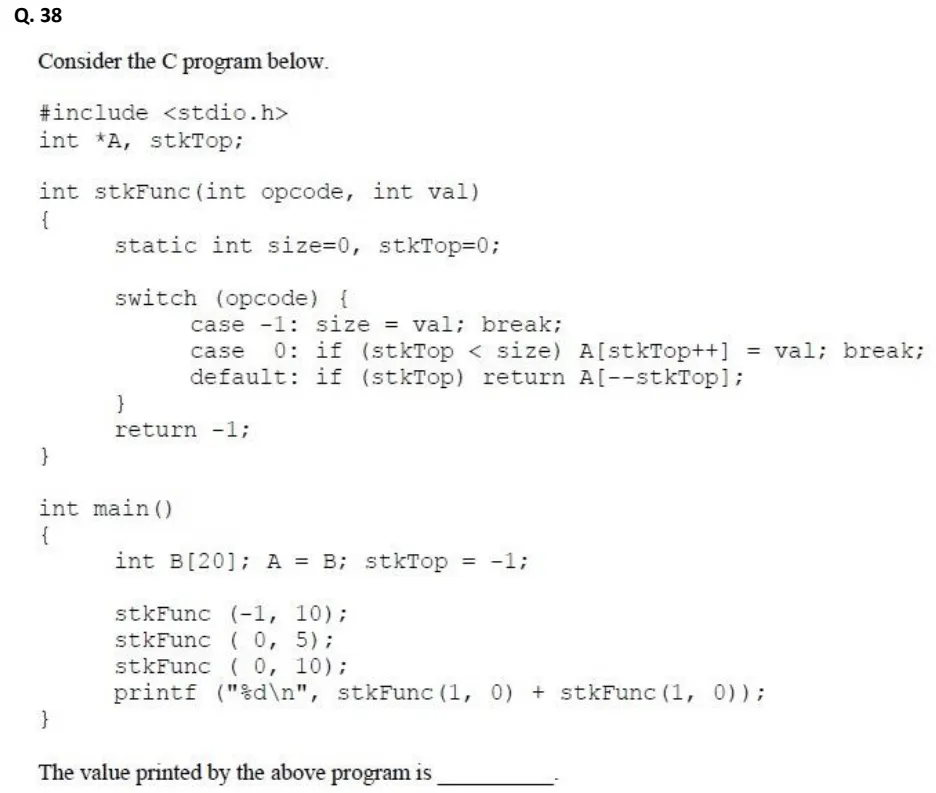 Q. 38
Consider the C program below.
#include <stdio.h>
int *A, stkTop;
int stkFunc(int opcode, int val)
{
static int size=0, stkTop=0;
switch (opcode) {
case -1: size = val; break;
case 0: if (stkTop < size) A[stkTop++] = val; break;
default: if (stkTop) return A[--stkTop];
}
return -1;
}
int main()
{
int B[20]; A = B; stkTop = -1;
stkFunc (-1, 10);
stkFunc ( 0, 5);
stkFunc ( 0, 10);
printf ("%d\n", stkFunc(1, 0) + stkFunc(1, 0));
}
The value printed by the above program is __________.